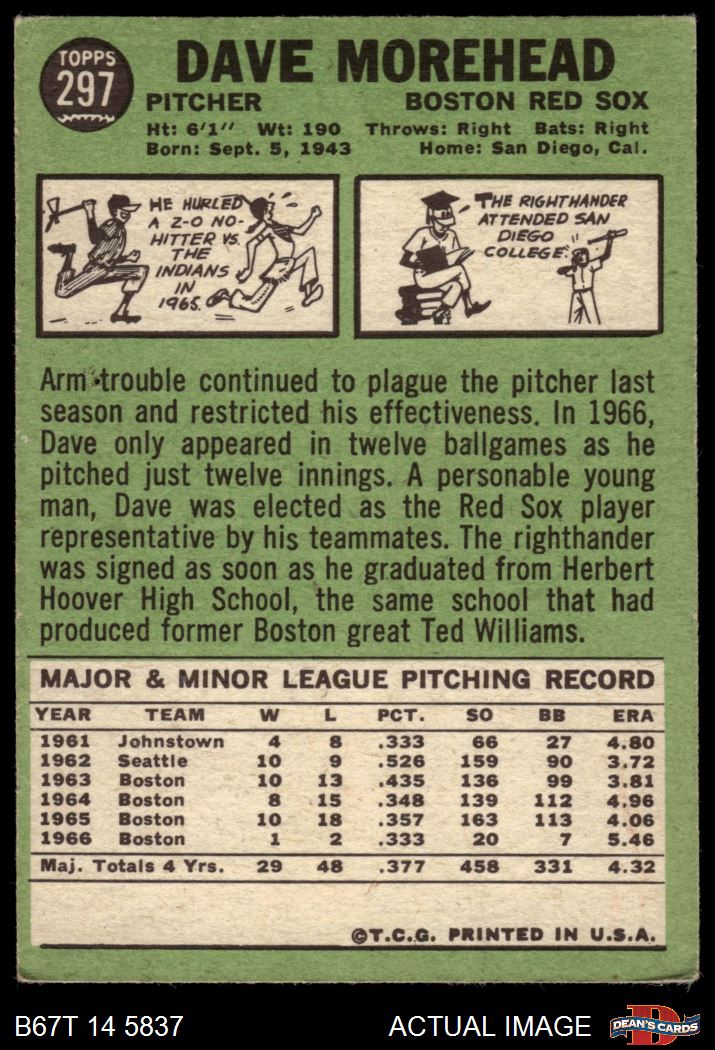 TOPPS
297
DAVE MOREHEAD
PITCHER BOSTON RED SOX
Ht: 6'1" Wt: 190 Throws: Right Bats: Right
Born: Sept. 5, 1943 Home: San Diego, Cal.
HE HURLED
A 2-0 NO-
HITTER VS.
THE
INDIANS
IN
1965.
THE RIGHTHANDER
ATTENDED SAN
DIEGO
COLLEGE.
Arm trouble continued to plague the pitcher last
season and restricted his effectiveness. In 1966,
Dave only appeared in twelve ballgames as he
pitched just twelve innings. A personable young
man, Dave was elected as the Red Sox player
representative by his teammates. The righthander
was signed as soon as he graduated from Herbert
Hoover High School, the same school that had
produced former Boston great Ted Williams.
MAJOR & MINOR LEAGUE PITCHING RECORD
YEAR TEAM W L PCT. SO BB ERA
1961 Johnstown 4 8 .333 66 27 4.80
1962 Seattle 10 9 .526 159 90 3.72
1963 Boston 10 13 .435 136 99 3.81
1964 Boston 8 15 .348 139 112 4.96
1965 Boston 10 18 .357 163 113 4.06
1966 Boston 1 2 .333 20 7 5.46
Maj. Totals 4 Yrs. 29 48 .377 458 331 4.32
©T.C.G. PRINTED IN U.S.A.
B67T 14 5837 ACTUAL IMAGE
D
DEAN'S CARDS